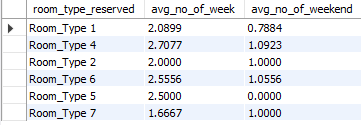 room_type_reserved avg_no_of_week avg_no_of_weekend
Room_Type 1 2.0899 0.7884
Room_Type 4 2.7077 1.0923
Room_Type 2 2.0000 1.0000
Room_Type 6 2.5556 1.0556
Room_Type 5 2.5000 0.0000
Room_Type 7 1.6667 1.0000